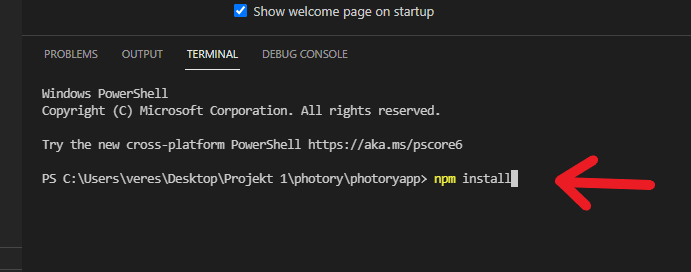 Show welcome page on startup
PROBLEMS OUTPUT TERMINAL DEBUG CONSOLE
Windows PowerShell
Copyright (C) Microsoft Corporation. All rights reserved.
Try the new cross-platform PowerShell https://aka.ms/pscore6
PS C:\Users\veres\Desktop\Projekt 1\photory\photoryapp> npm install